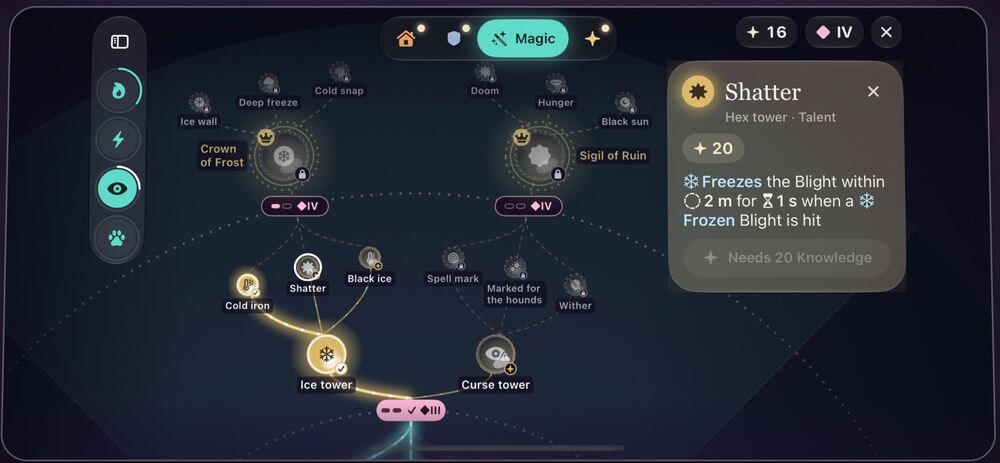 Magic
16
IV
Shatter
Hex tower · Talent
20
Freezes the Blight within
2 m for 1 s when a
Frozen Blight is hit
Needs 20 Knowledge
Cold snap
Deep freeze
Ice wall
Crown
of Frost
IV
Doom
Hunger
Black sun
Sigil of Ruin
IV
Cold iron
Shatter
Black ice
Spell mark
Marked for
the hounds
Wither
Ice tower
Curse tower
III